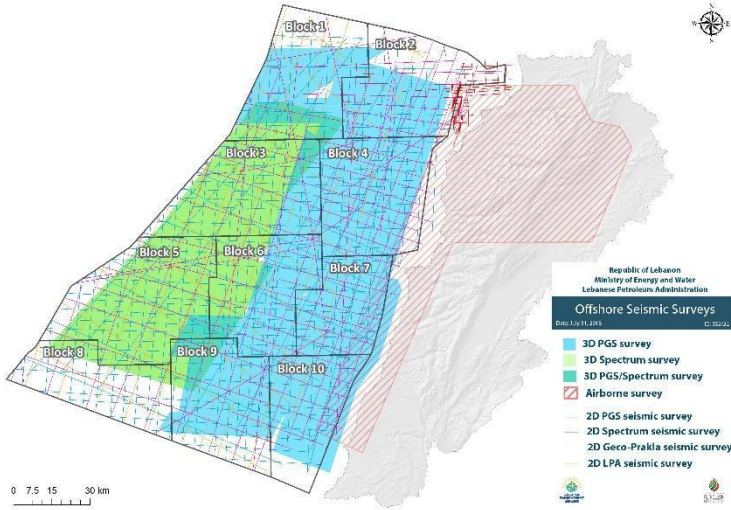 Block 1
Block 2
Block 3
Block 4
Block 5
Block 6
Block 7
Block 8
Block 9
Block 10
N
W E
S
Republic of Lebanon
Ministry of Energy and Water
Lebanese Petroleum Administration
Offshore Seismic Surveys
3D PGS survey
3D Spectrum survey
3D PGS/Spectrum survey
Airborne survey
2D PGS seismic survey
2D Spectrum seismic survey
2D Geco-Prakla seismic survey
2D LPA seismic survey
0 7.5 15 30 km